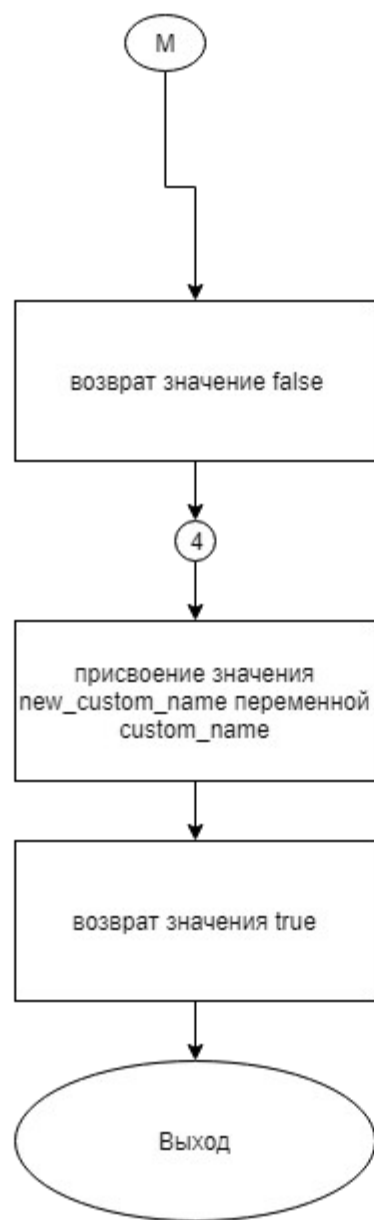 М
возврат значение false
4
присвоение значения
new_custom_name переменной
custom_name
возврат значения true
Выход